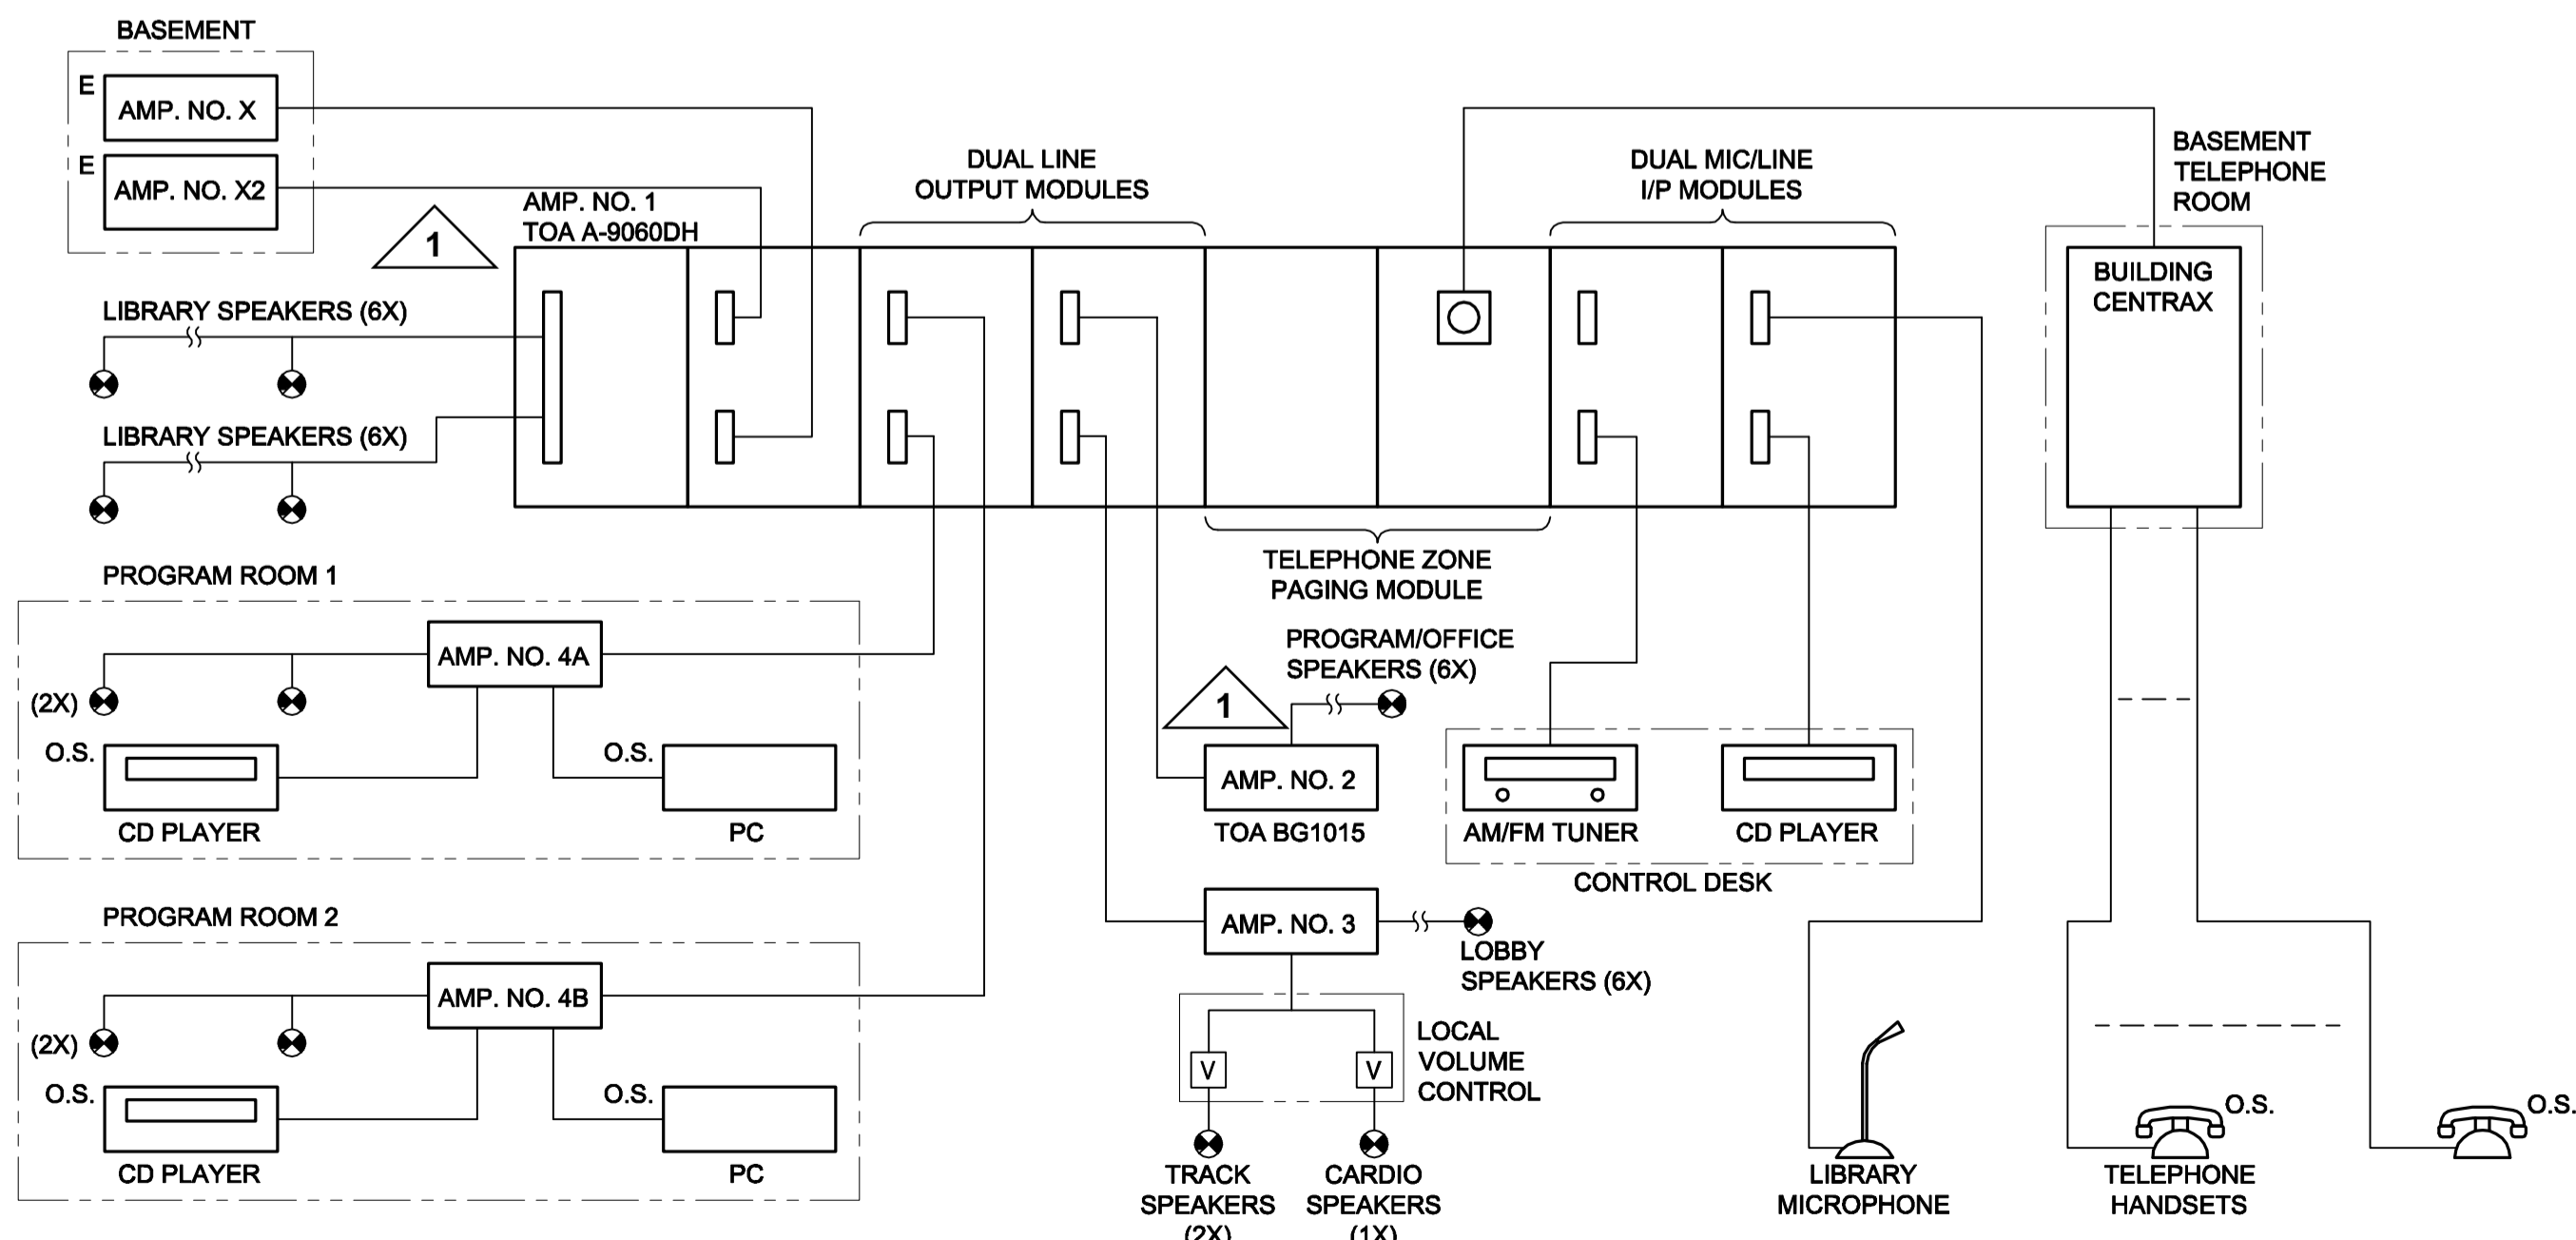 BASEMENT
E
AMP. NO. X
E
AMP. NO. X2
1
AMP. NO. 1
TOA A-9060DH
DUAL LINE
OUTPUT MODULES
DUAL MIC/LINE
I/P MODULES
BASEMENT
TELEPHONE
ROOM
BUILDING
CENTRAX
LIBRARY SPEAKERS (6X)
LIBRARY SPEAKERS (6X)
TELEPHONE ZONE
PAGING MODULE
PROGRAM ROOM 1
AMP. NO. 4A
(2X)
O.S.
CD PLAYER
O.S.
PC
PROGRAM/OFFICE
SPEAKERS (6X)
1
AMP. NO. 2
TOA BG1015
AM/FM TUNER
CD PLAYER
CONTROL DESK
PROGRAM ROOM 2
AMP. NO. 4B
(2X)
O.S.
CD PLAYER
O.S.
PC
AMP. NO. 3
LOBBY
SPEAKERS (6X)
LOCAL
VOLUME
CONTROL
V
V
TRACK
SPEAKERS
(2X)
CARDIO
SPEAKERS
(1X)
LIBRARY
MICROPHONE
O.S.
TELEPHONE
HANDSETS
O.S.